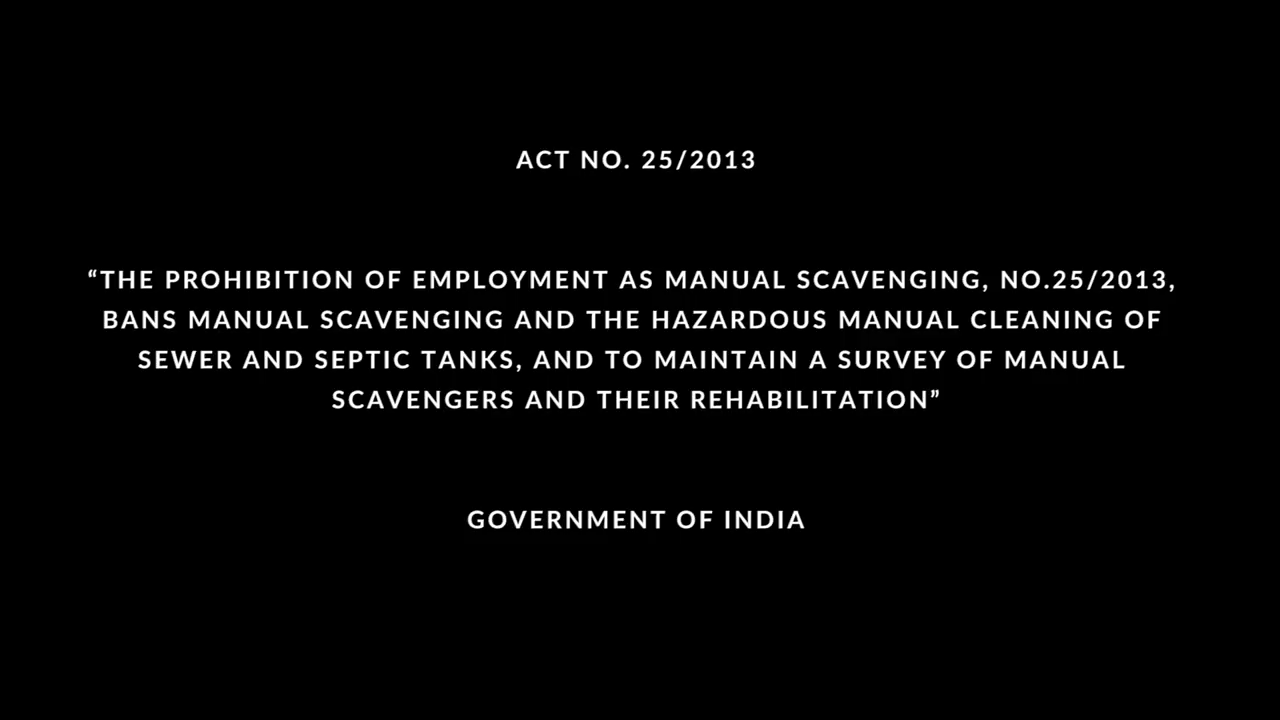 ACT NO. 25/2013
“THE PROHIBITION OF EMPLOYMENT AS MANUAL SCAVENGING, NO.25/2013,
BANS MANUAL SCAVENGING AND THE HAZARDOUS MANUAL CLEANING OF
SEWER AND SEPTIC TANKS, AND TO MAINTAIN A SURVEY OF MANUAL
SCAVENGERS AND THEIR REHABILITATION”
GOVERNMENT OF INDIA